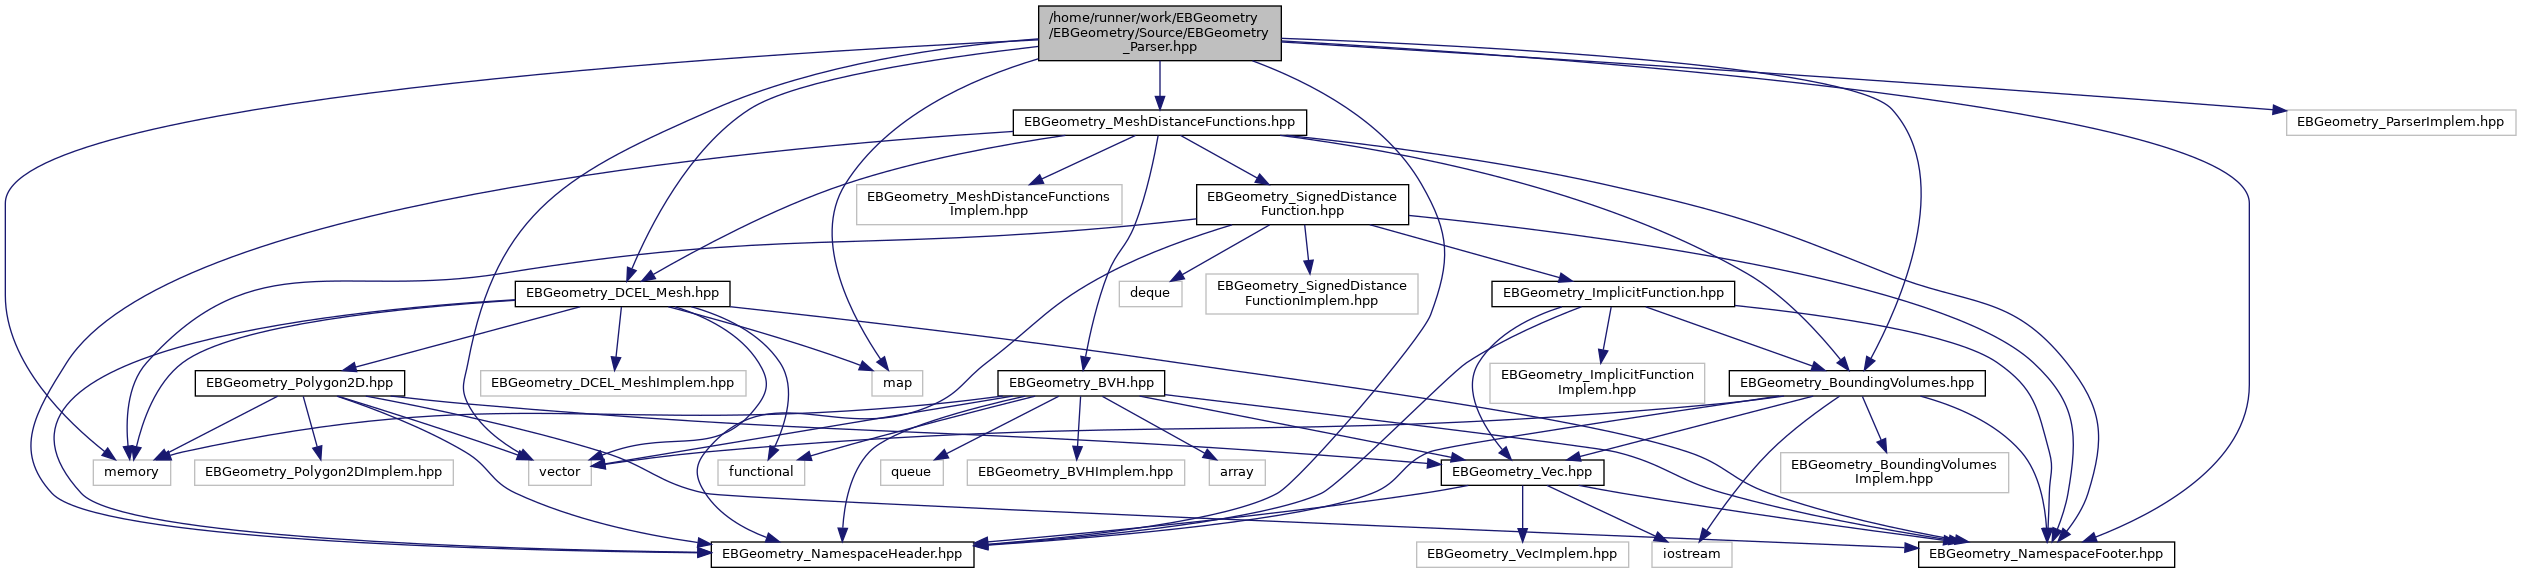 /home/runner/work/EBGeometry
/EBGeometry/Source/EBGeometry
_Parser.hpp
EBGeometry_MeshDistanceFunctions.hpp
EBGeometry_ParserImplem.hpp
EBGeometry_MeshDistanceFunctions
Implem.hpp
EBGeometry_SignedDistance
Function.hpp
EBGeometry_DCEL_Mesh.hpp
deque
EBGeometry_SignedDistance
FunctionImplem.hpp
EBGeometry_ImplicitFunction.hpp
EBGeometry_Polygon2D.hpp
EBGeometry_DCEL_MeshImplem.hpp
map
EBGeometry_BVH.hpp
EBGeometry_ImplicitFunction
Implem.hpp
EBGeometry_BoundingVolumes.hpp
memory
EBGeometry_Polygon2DImplem.hpp
vector
functional
queue
EBGeometry_BVHImplem.hpp
array
EBGeometry_Vec.hpp
EBGeometry_BoundingVolumes
Implem.hpp
EBGeometry_NamespaceHeader.hpp
EBGeometry_VecImplem.hpp
iostream
EBGeometry_NamespaceFooter.hpp